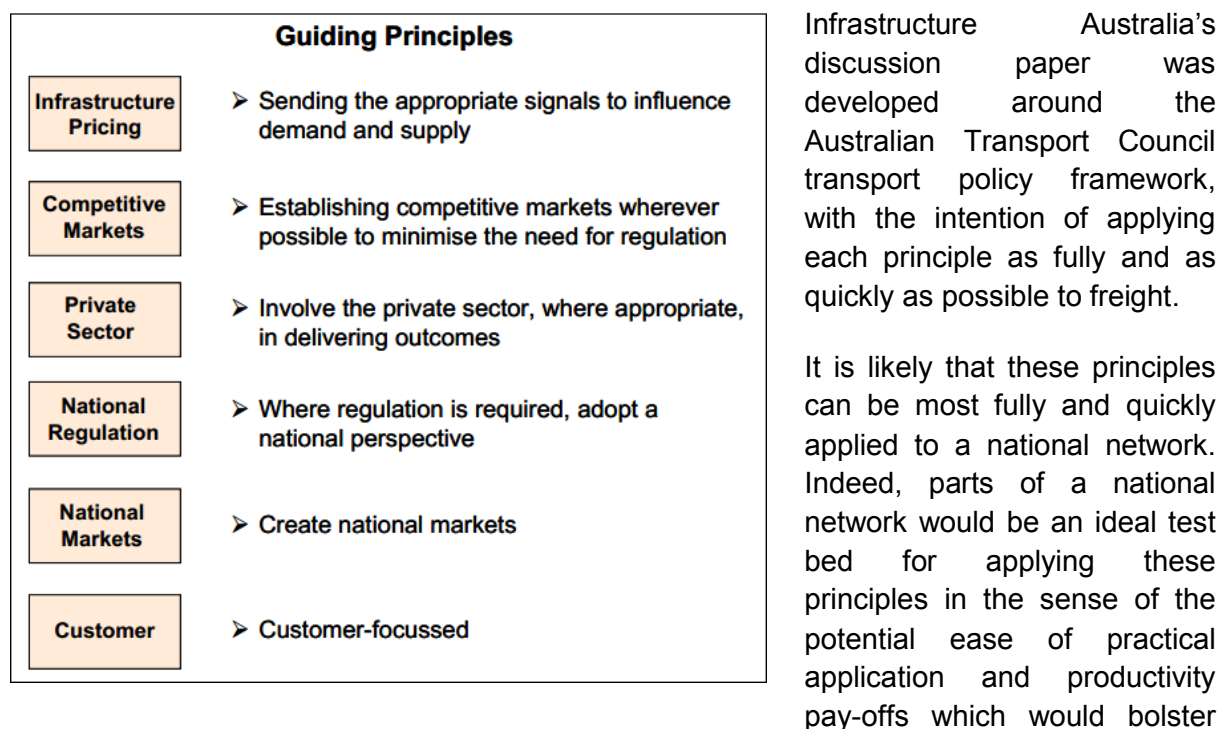 Guiding Principles
Infrastructure
Pricing
➢ Sending the appropriate signals to influence
demand and supply
Competitive
Markets
➢ Establishing competitive markets wherever
possible to minimise the need for regulation
Private
Sector
➢ Involve the private sector, where appropriate,
in delivering outcomes
National
Regulation
➢ Where regulation is required, adopt a
national perspective
National
Markets
➢ Create national markets
Customer
➢ Customer-focussed
Infrastructure Australia’s
discussion paper was
developed around the
Australian Transport Council
transport policy framework,
with the intention of applying
each principle as fully and as
quickly as possible to freight.
It is likely that these principles
can be most fully and quickly
applied to a national network.
Indeed, parts of a national
network would be an ideal test
bed for applying these
principles in the sense of the
potential ease of practical
application and productivity
pay-offs which would bolster